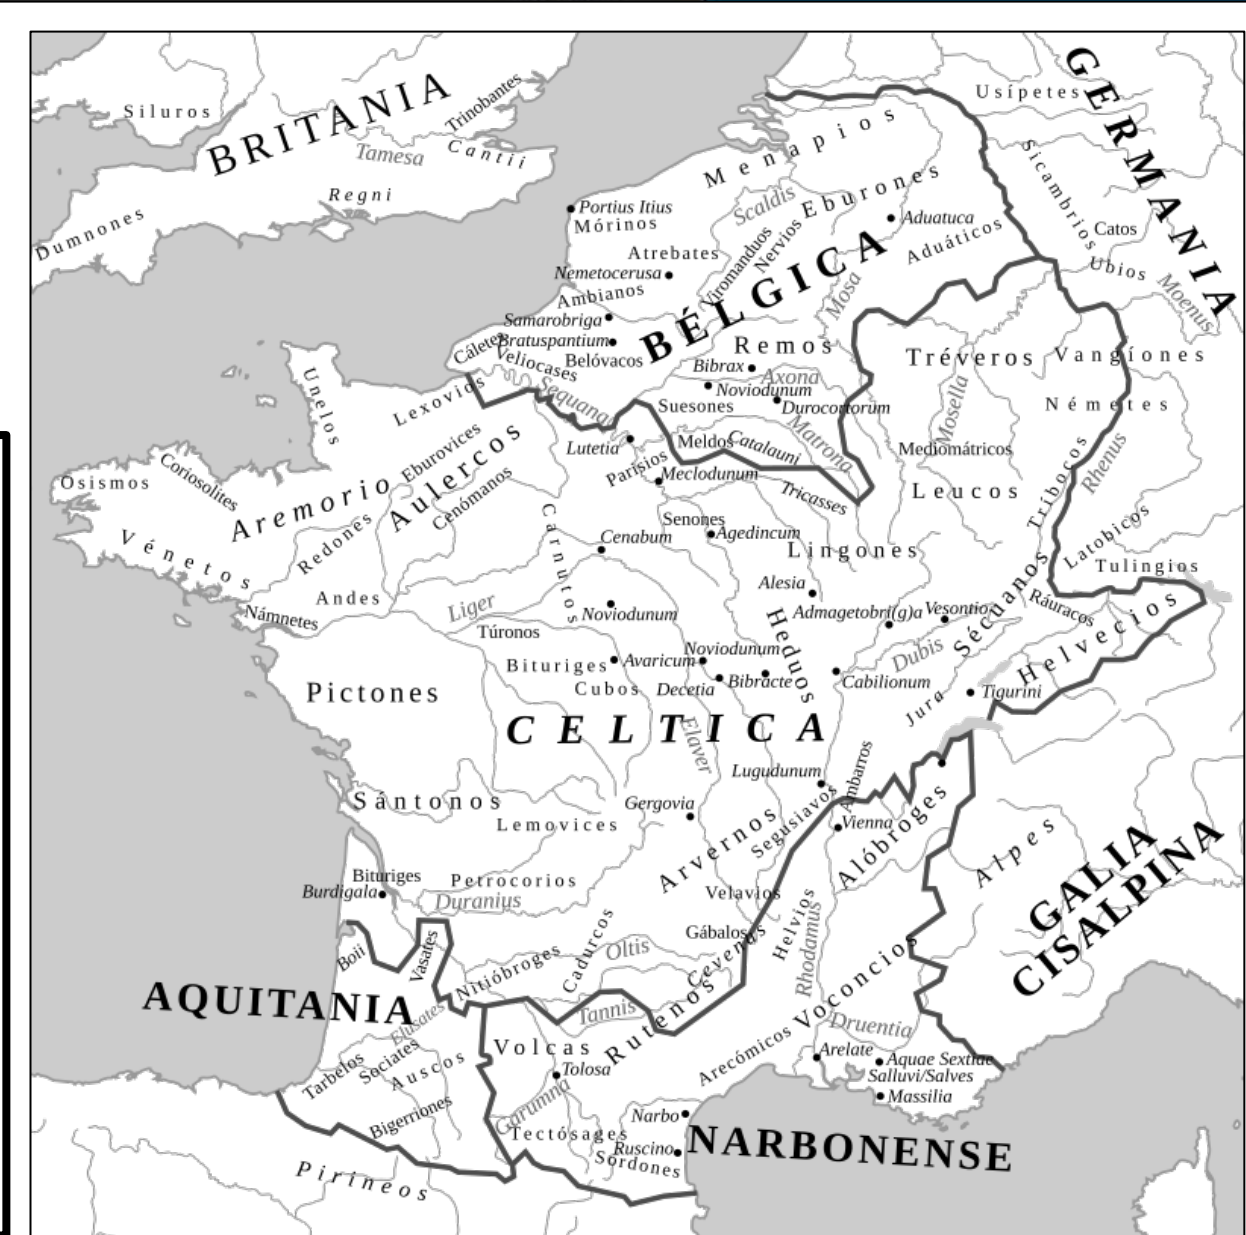 GERMANIA
Usípetes
BRITANIA
Trinobantes
Siluros
Menapios
Tamesa
Cantii
Sicambrios
Regni
Scaldis
Eburones
Portius Itius
Mórinos
Aduatuca
Dumnones
Catos
Nervios
Viromanduos
Aduáticos
Atrebates
Ubios
Nemetocerusa
BÉLGICA
Moenus
Ambianos
Mosa
Samarobriga
Bratuspantium
Cáletes
Veliocases
Belóvacos
Remos
Tréveros
Vangíones
Bibrax
Axona
Unelos
Lexovios
Sequana
Noviodunum
Suesones
Durocortorum
Mosella
Németes
Lutetia
Meldos
Catalauni
Matrona
Mediomátricos
Eburovices
Aulercos
Parisios
Meclodunum
Rhenus
Tribocos
Coriosolites
Osismos
Cenómanos
Aremorio
Tricasses
Leucos
Redones
Carnutos
Senones
Agedincum
Latobicos
Vénetos
Cenabum
Lingones
Tulingios
Alesia
Andes
Liger
Noviodunum
Heduos
Admagetobri(g)a
Vesontio
Sécuanos
Ráuracos
Námnetes
Túronos
Helvecios
Noviodunum
Dubis
Bituriges
Avaricum
Cubos
Decetia
Bibracte
Cabilionum
Tigurini
Pictones
Jura
CELTICA
Elaver
Lugudunum
Ambarros
Sántonos
Gergovia
Segusiavos
Lemovices
Vienna
Arvernos
Alóbroges
Alpes
GALIA
CISALPINA
Bituriges
Petrocorios
Burdigala
Duranius
Velavios
Helvios
Gábalos
Rhodamus
Boii
Vasates
Nitióbroges
Cadurcos
Oltis
Cevenas
AQUITANIA
Elusates
Tannis
Rutenos
Voconcios
Druentia
Volcas
Arecómicos
Arelate
Tarbelos
Sociates
Auscos
Tolosa
Aquae Sextiae
Salluvi/Salves
Massilia
Garumna
Bigerriones
Narbo
Tectósages
NARBONENSE
Ruscino
Sordones
Pirineos